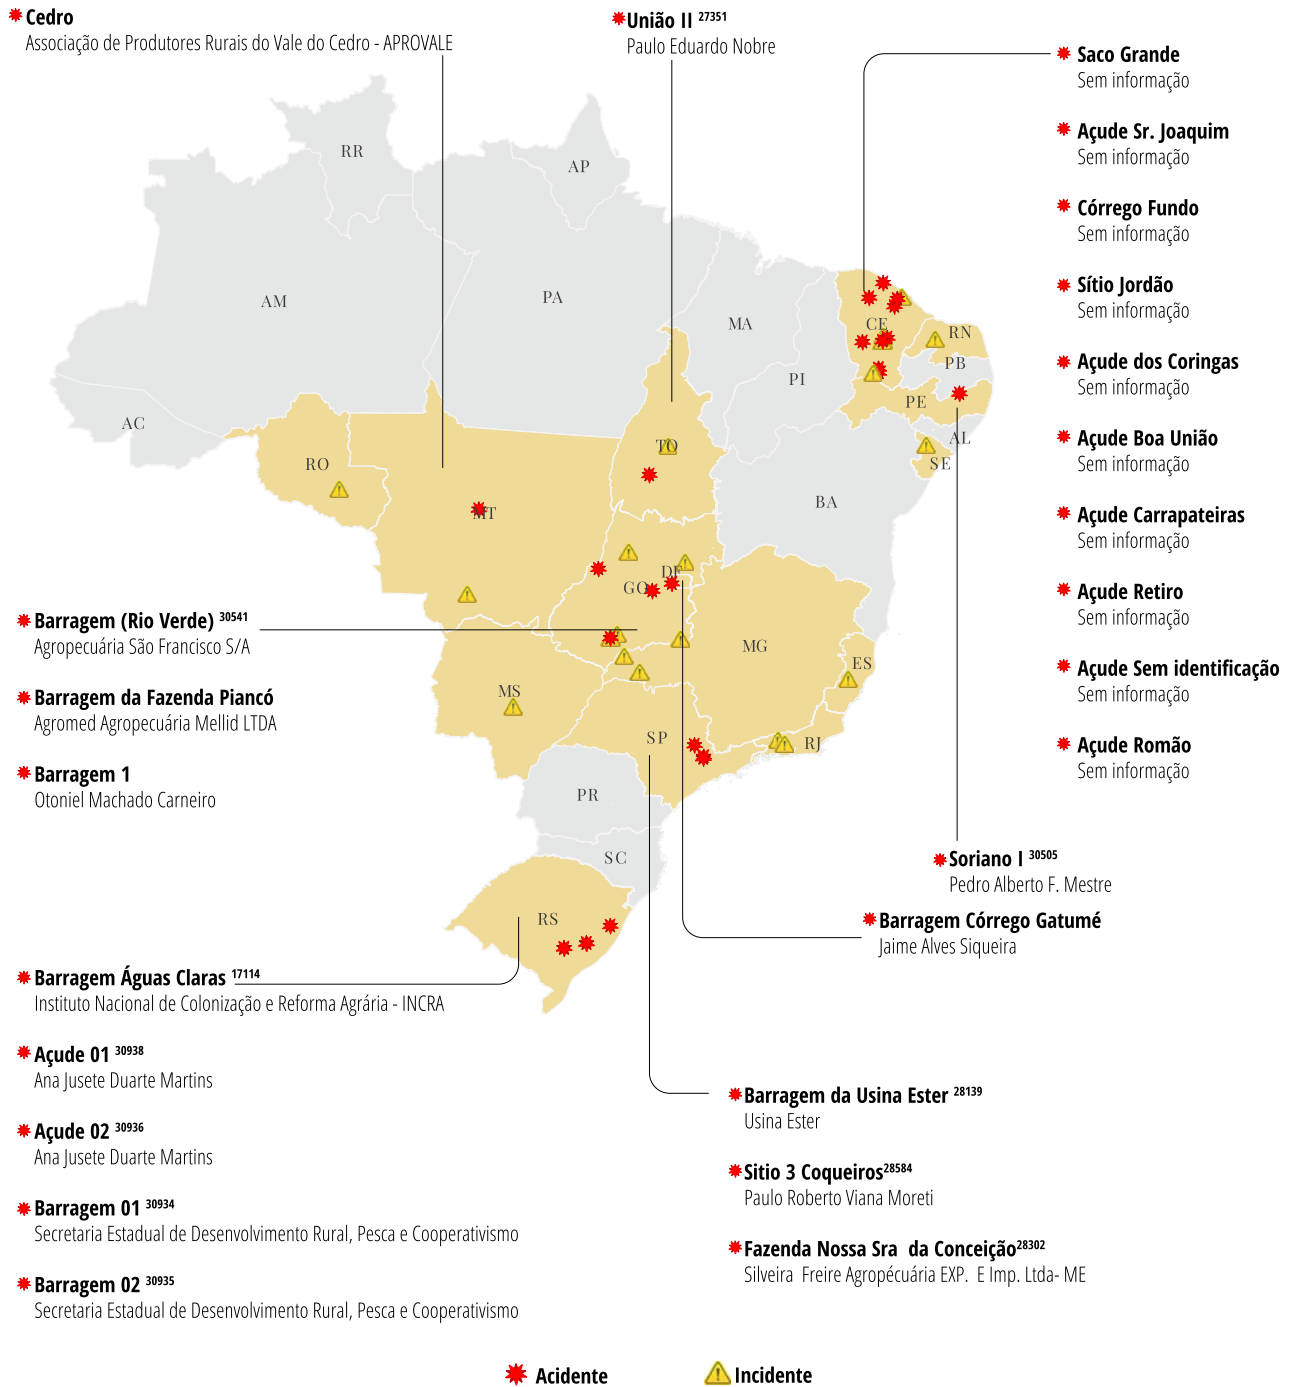 Cedro
Associação de Produtores Rurais do Vale do Cedro - APROVALE
União II 27351
Paulo Eduardo Nobre
Saco Grande
Sem informação
Açude Sr. Joaquim
Sem informação
Córrego Fundo
Sem informação
Sítio Jordão
Sem informação
Açude dos Coringas
Sem informação
Açude Boa União
Sem informação
Açude Carrapateiras
Sem informação
Açude Retiro
Sem informação
Açude Sem identificação
Sem informação
Açude Romão
Sem informação
RR
AP
AM
PA
MA
CE
RN
PB
PI
PE
AC
AL
TO
SE
RO
BA
MT
DF
GO
MG
ES
MS
SP
RJ
PR
SC
RS
Barragem (Rio Verde) 30541
Agropecuária São Francisco S/A
Barragem da Fazenda Piancó
Agromed Agropecuária Mellid LTDA
Barragem 1
Otoniel Machado Carneiro
Soriano I 30505
Pedro Alberto F. Mestre
Barragem Córrego Gatumé
Jaime Alves Siqueira
Barragem Águas Claras 17114
Instituto Nacional de Colonização e Reforma Agrária - INCRA
Açude 01 30938
Ana Jusete Duarte Martins
Açude 02 30936
Ana Jusete Duarte Martins
Barragem 01 30934
Secretaria Estadual de Desenvolvimento Rural, Pesca e Cooperativismo
Barragem 02 30935
Secretaria Estadual de Desenvolvimento Rural, Pesca e Cooperativismo
Barragem da Usina Ester 28139
Usina Ester
Sitio 3 Coqueiros28584
Paulo Roberto Viana Moreti
Fazenda Nossa Sra  da Conceição28302
Silveira  Freire Agropécuária EXP.  E Imp. Ltda- ME
Acidente
Incidente